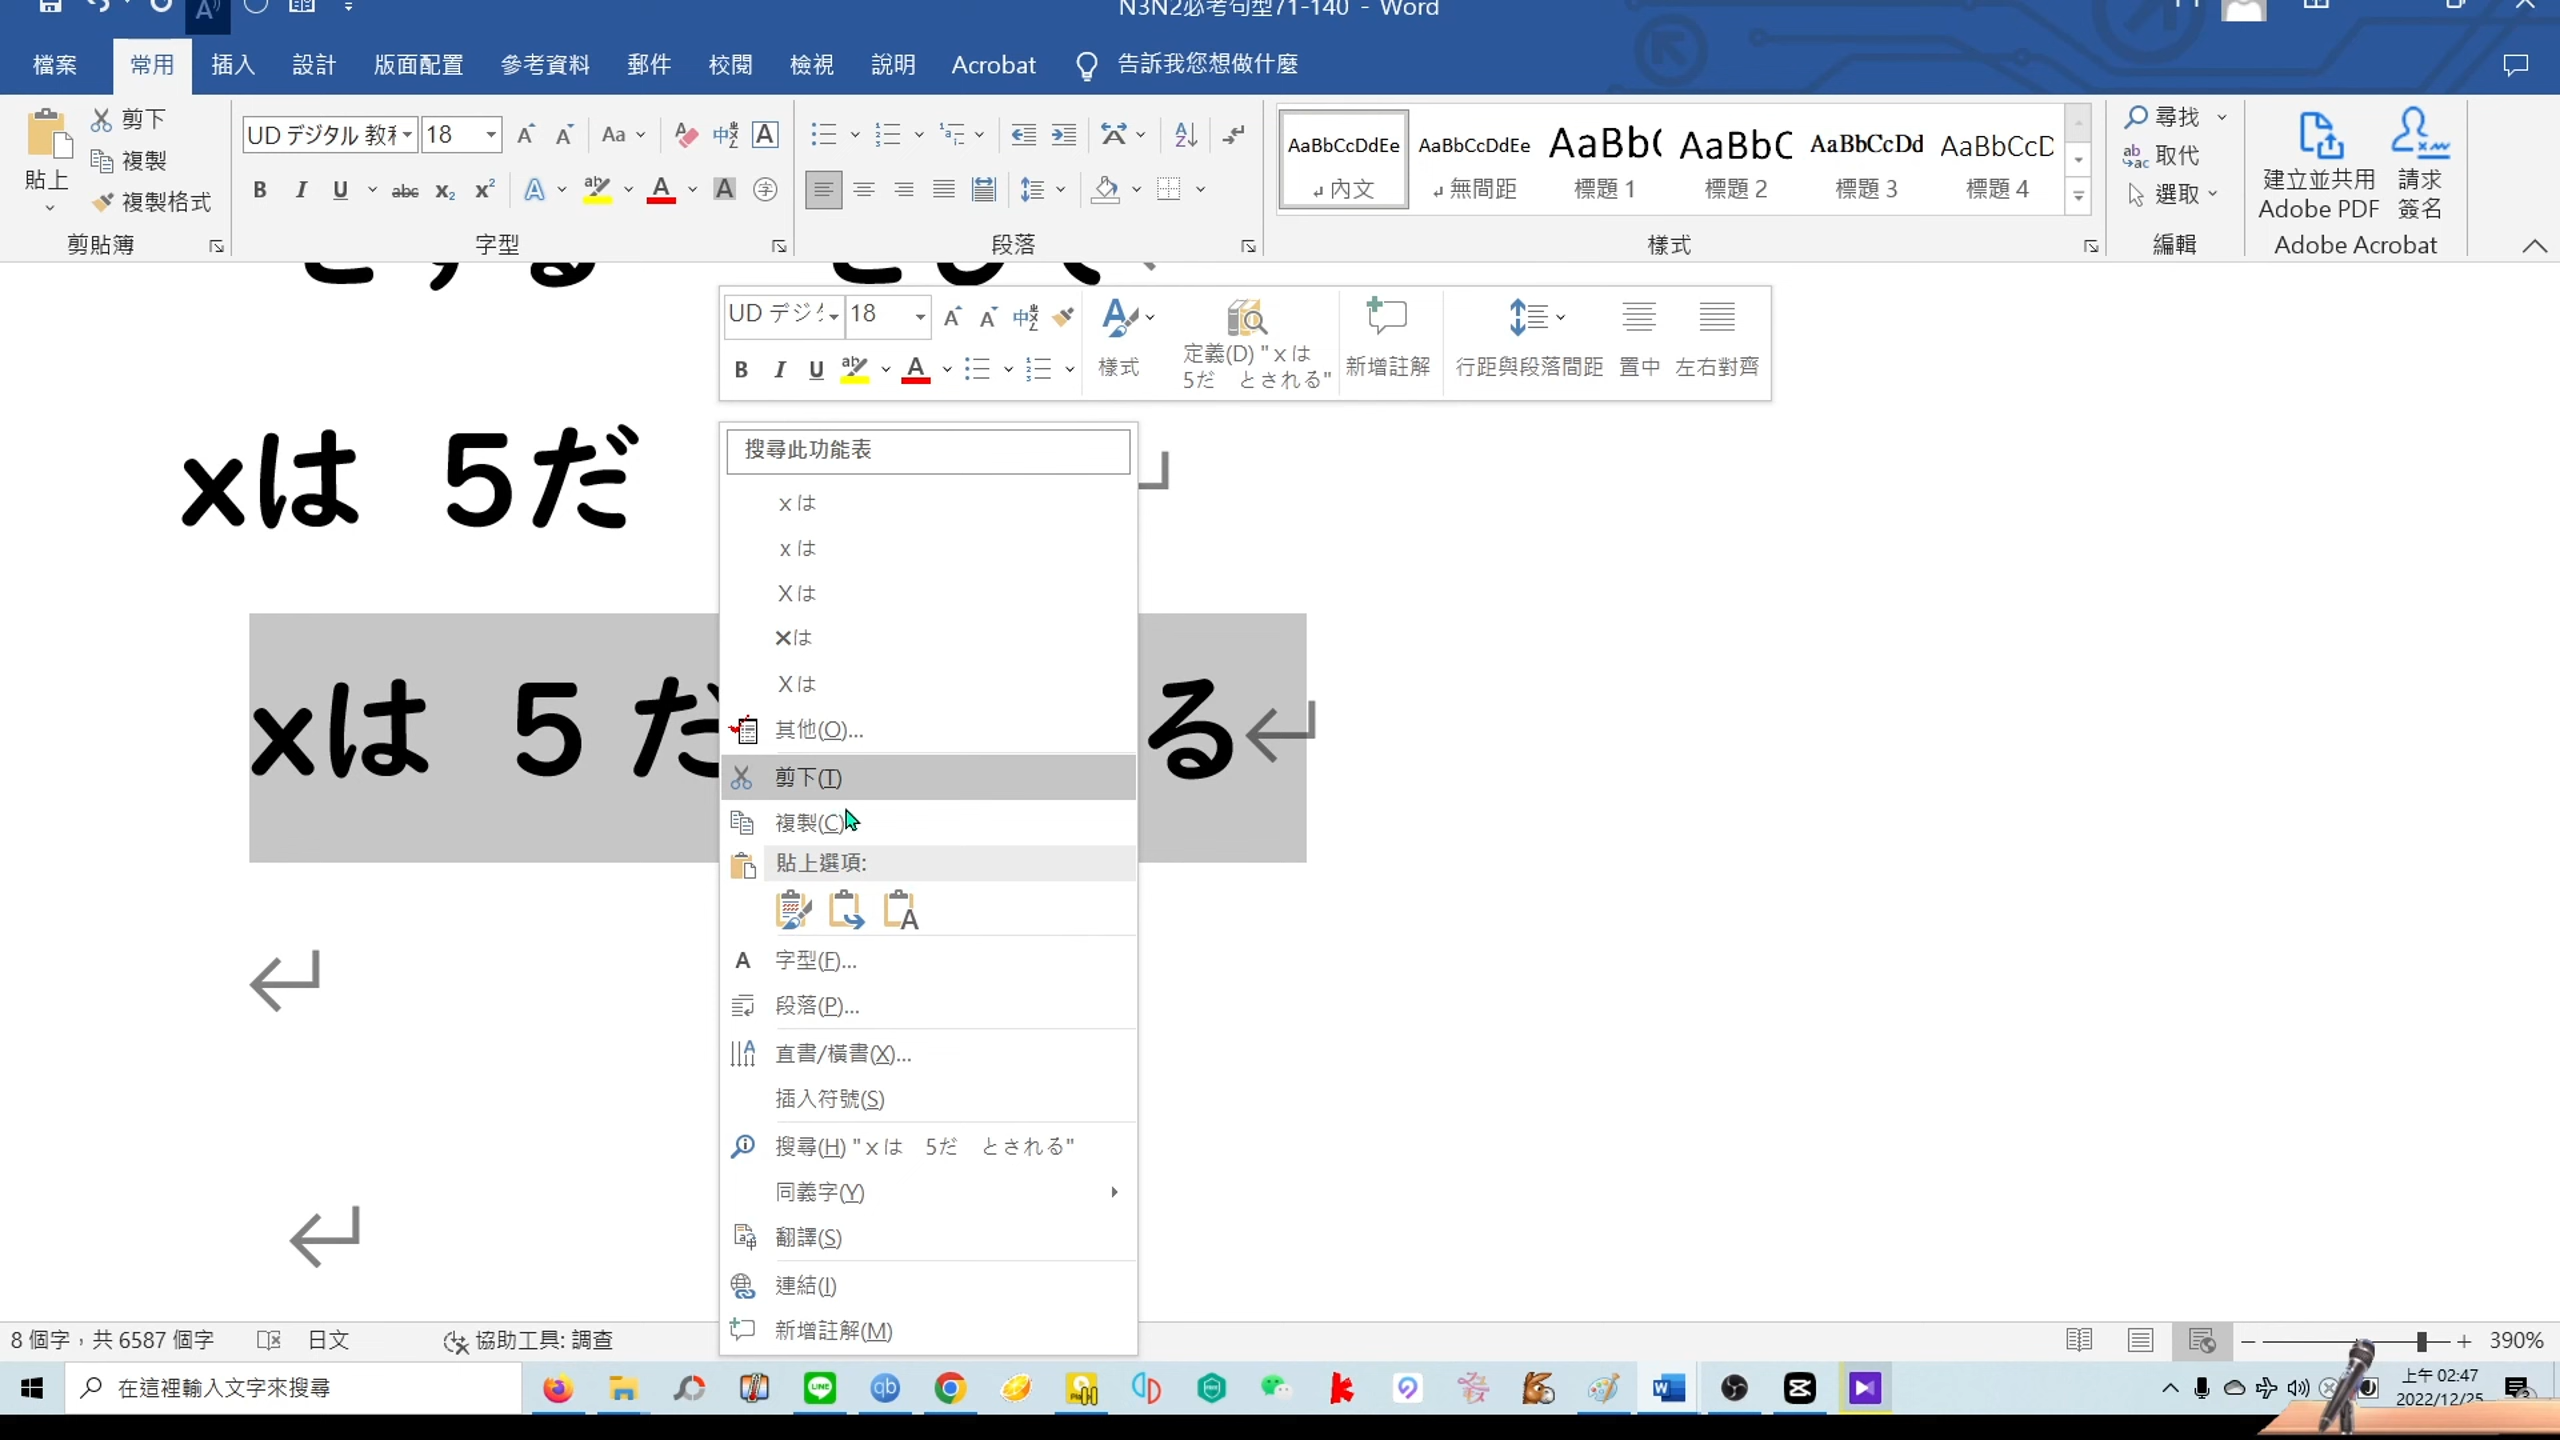 N3N2必考句型71-140 - Word
檔案 常用 插入 設計 版面配置 參考資料 郵件 校閱 檢視 說明 Acrobat 告訴我您想做什麼
剪下
複製
複製格式
貼上
剪貼簿
UD デジタル 教科 18
字型
段落
AaBbCcDdEe AaBbCcDdEe AaBb( AaBbC AaBbCcDd AaBbCcD
內文 無間距 標題 1 標題 2 標題 3 標題 4
樣式
尋找
取代
選取
編輯
建立並共用 Adobe PDF
請求簽名
Adobe Acrobat
とする として
UD デジタ 18
樣式
定義(D) "ｘは 5だ とされる"
新增註解
行距與段落間距
置中
左右對齊
xは 5だ
xは 5だ る
搜尋此功能表
ｘは
xは
Ｘは
×は
Xは
其他(O)...
剪下(T)
複製(C)
貼上選項:
字型(F)...
段落(P)...
直書/橫書(X)...
插入符號(S)
搜尋(H) "ｘは 5だ とされる"
同義字(Y)
翻譯(S)
連結(I)
新增註解(M)
8 個字，共 6587 個字 日文 協助工具: 調查 390%
在這裡輸入文字來搜尋
上午 02:47
2022/12/25